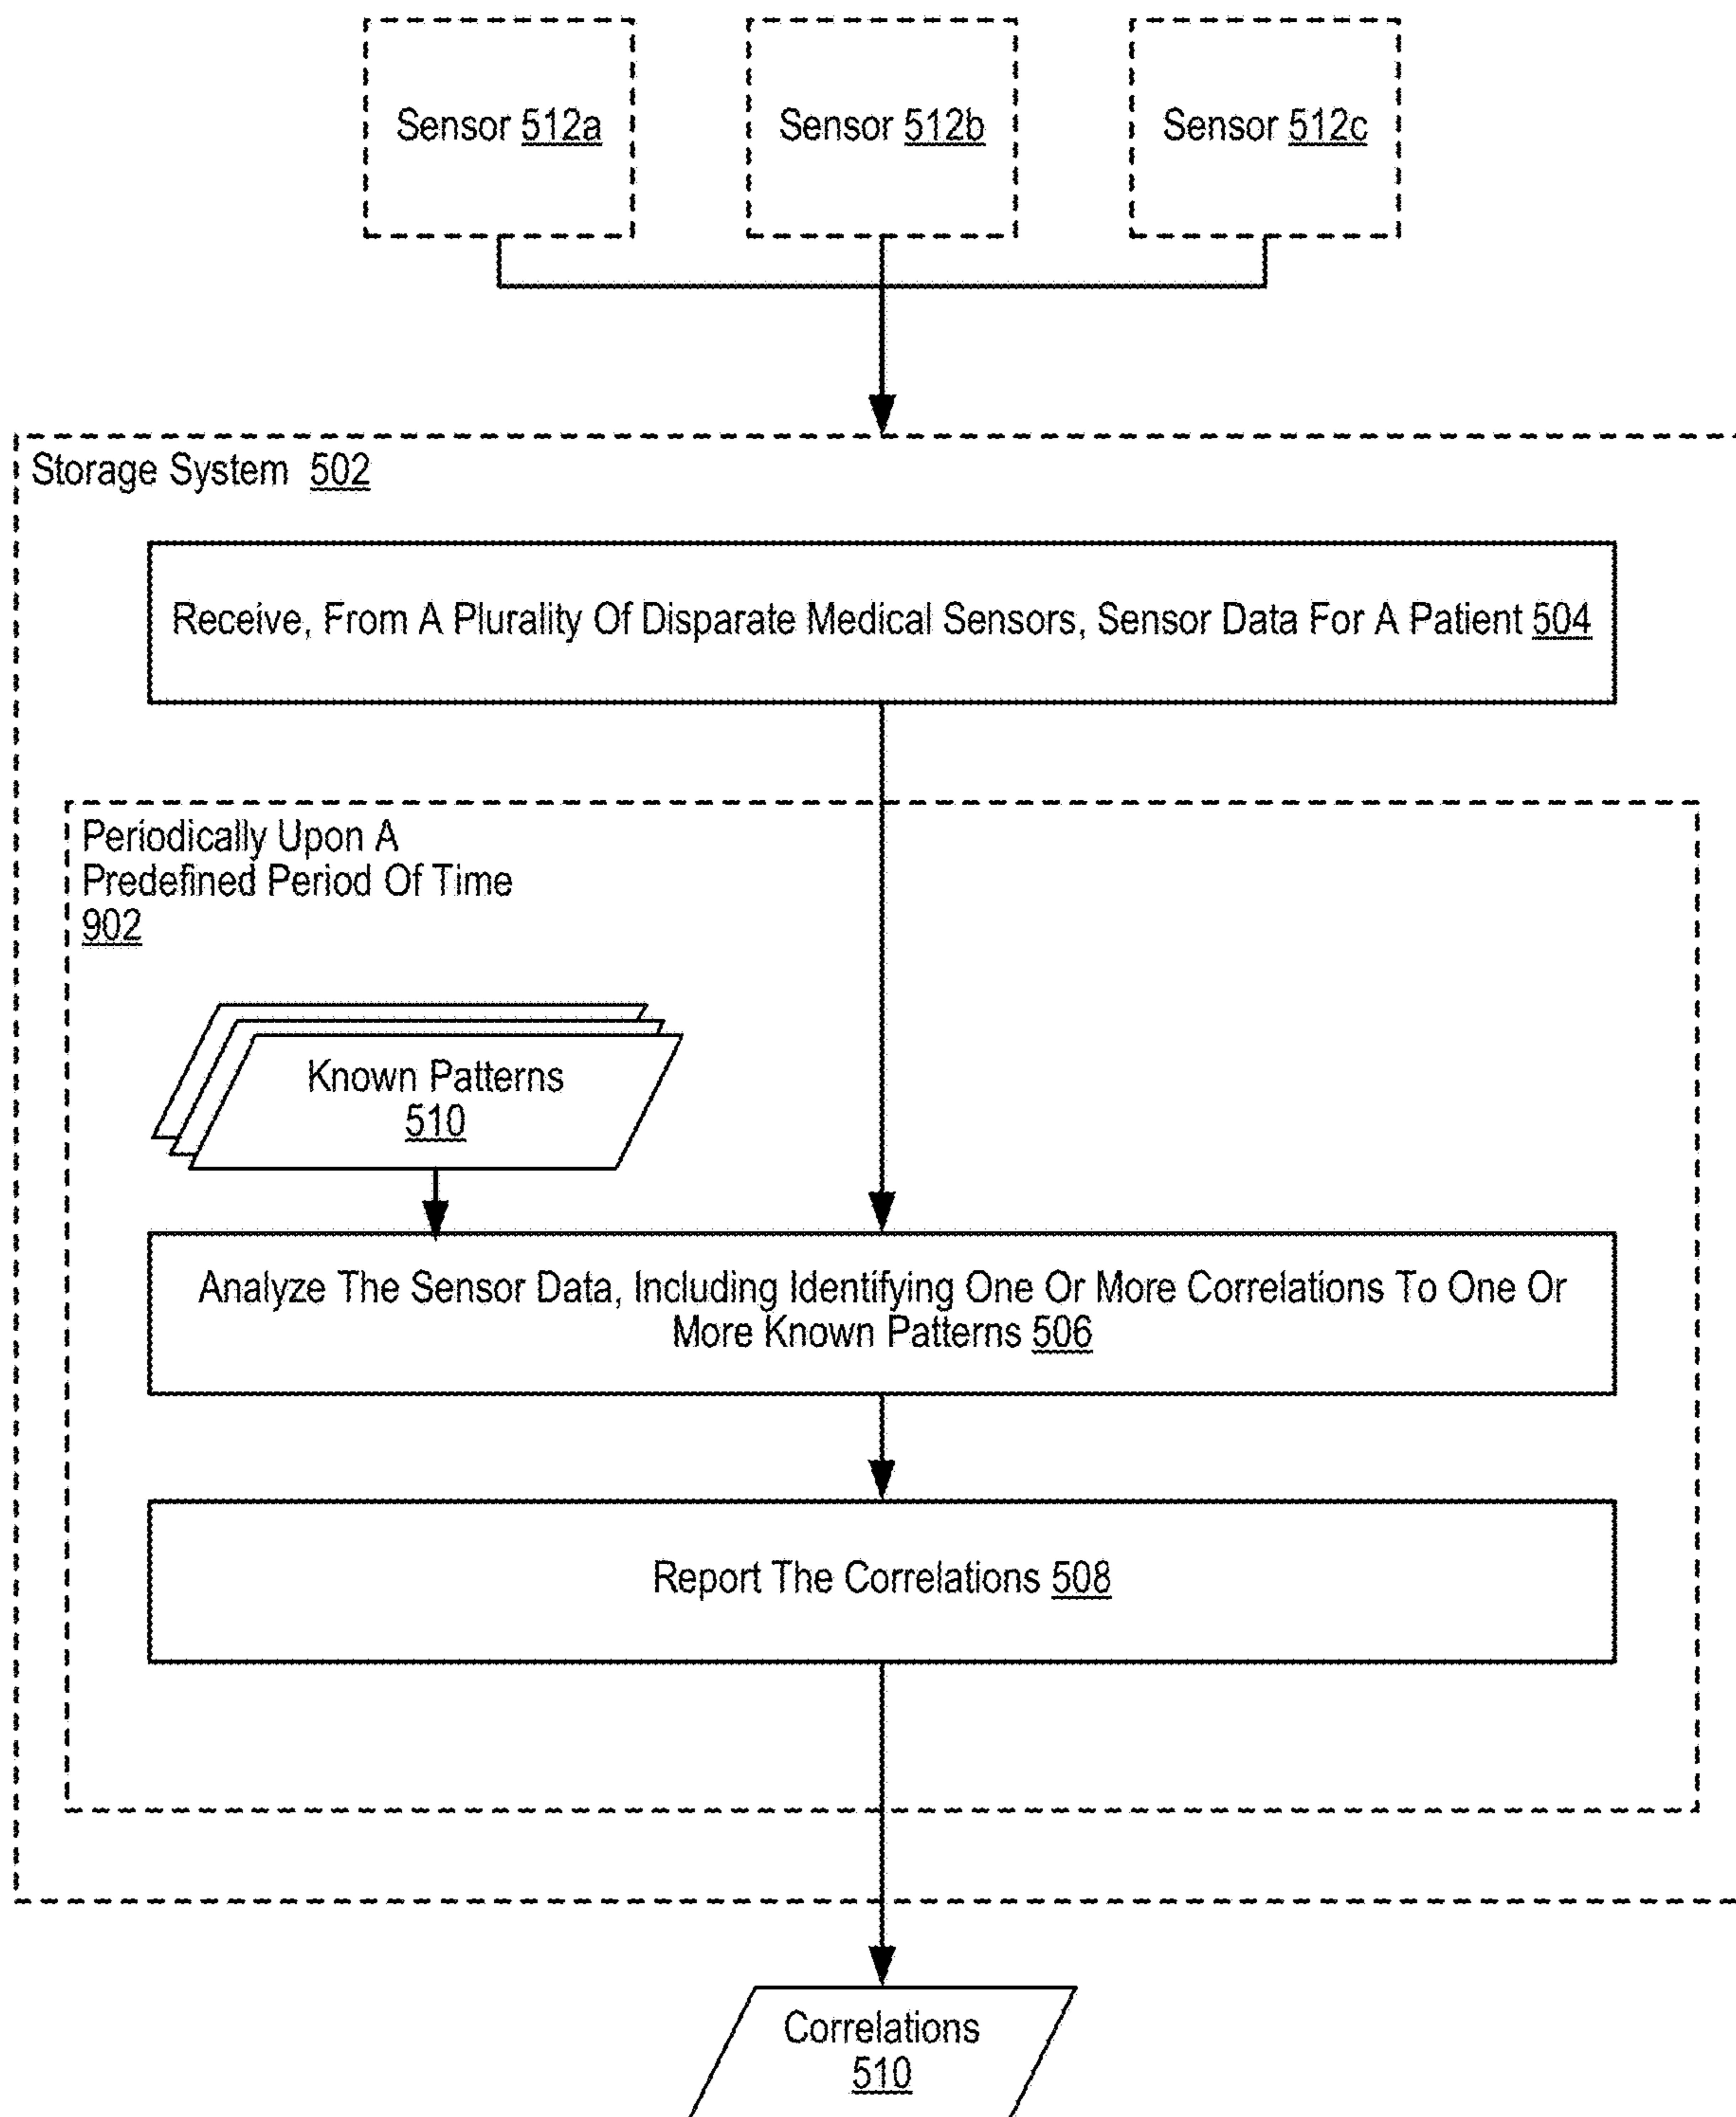 Sensor 512a
Sensor 512b
Sensor 512c
Storage System 502
Receive, From A Plurality Of Disparate Medical Sensors, Sensor Data For A Patient 504
Periodically Upon A
Predefined Period Of Time
902
Known Patterns
510
Analyze The Sensor Data, Including Identifying One Or More Correlations To One Or
More Known Patterns 506
Report The Correlations 508
Correlations
510